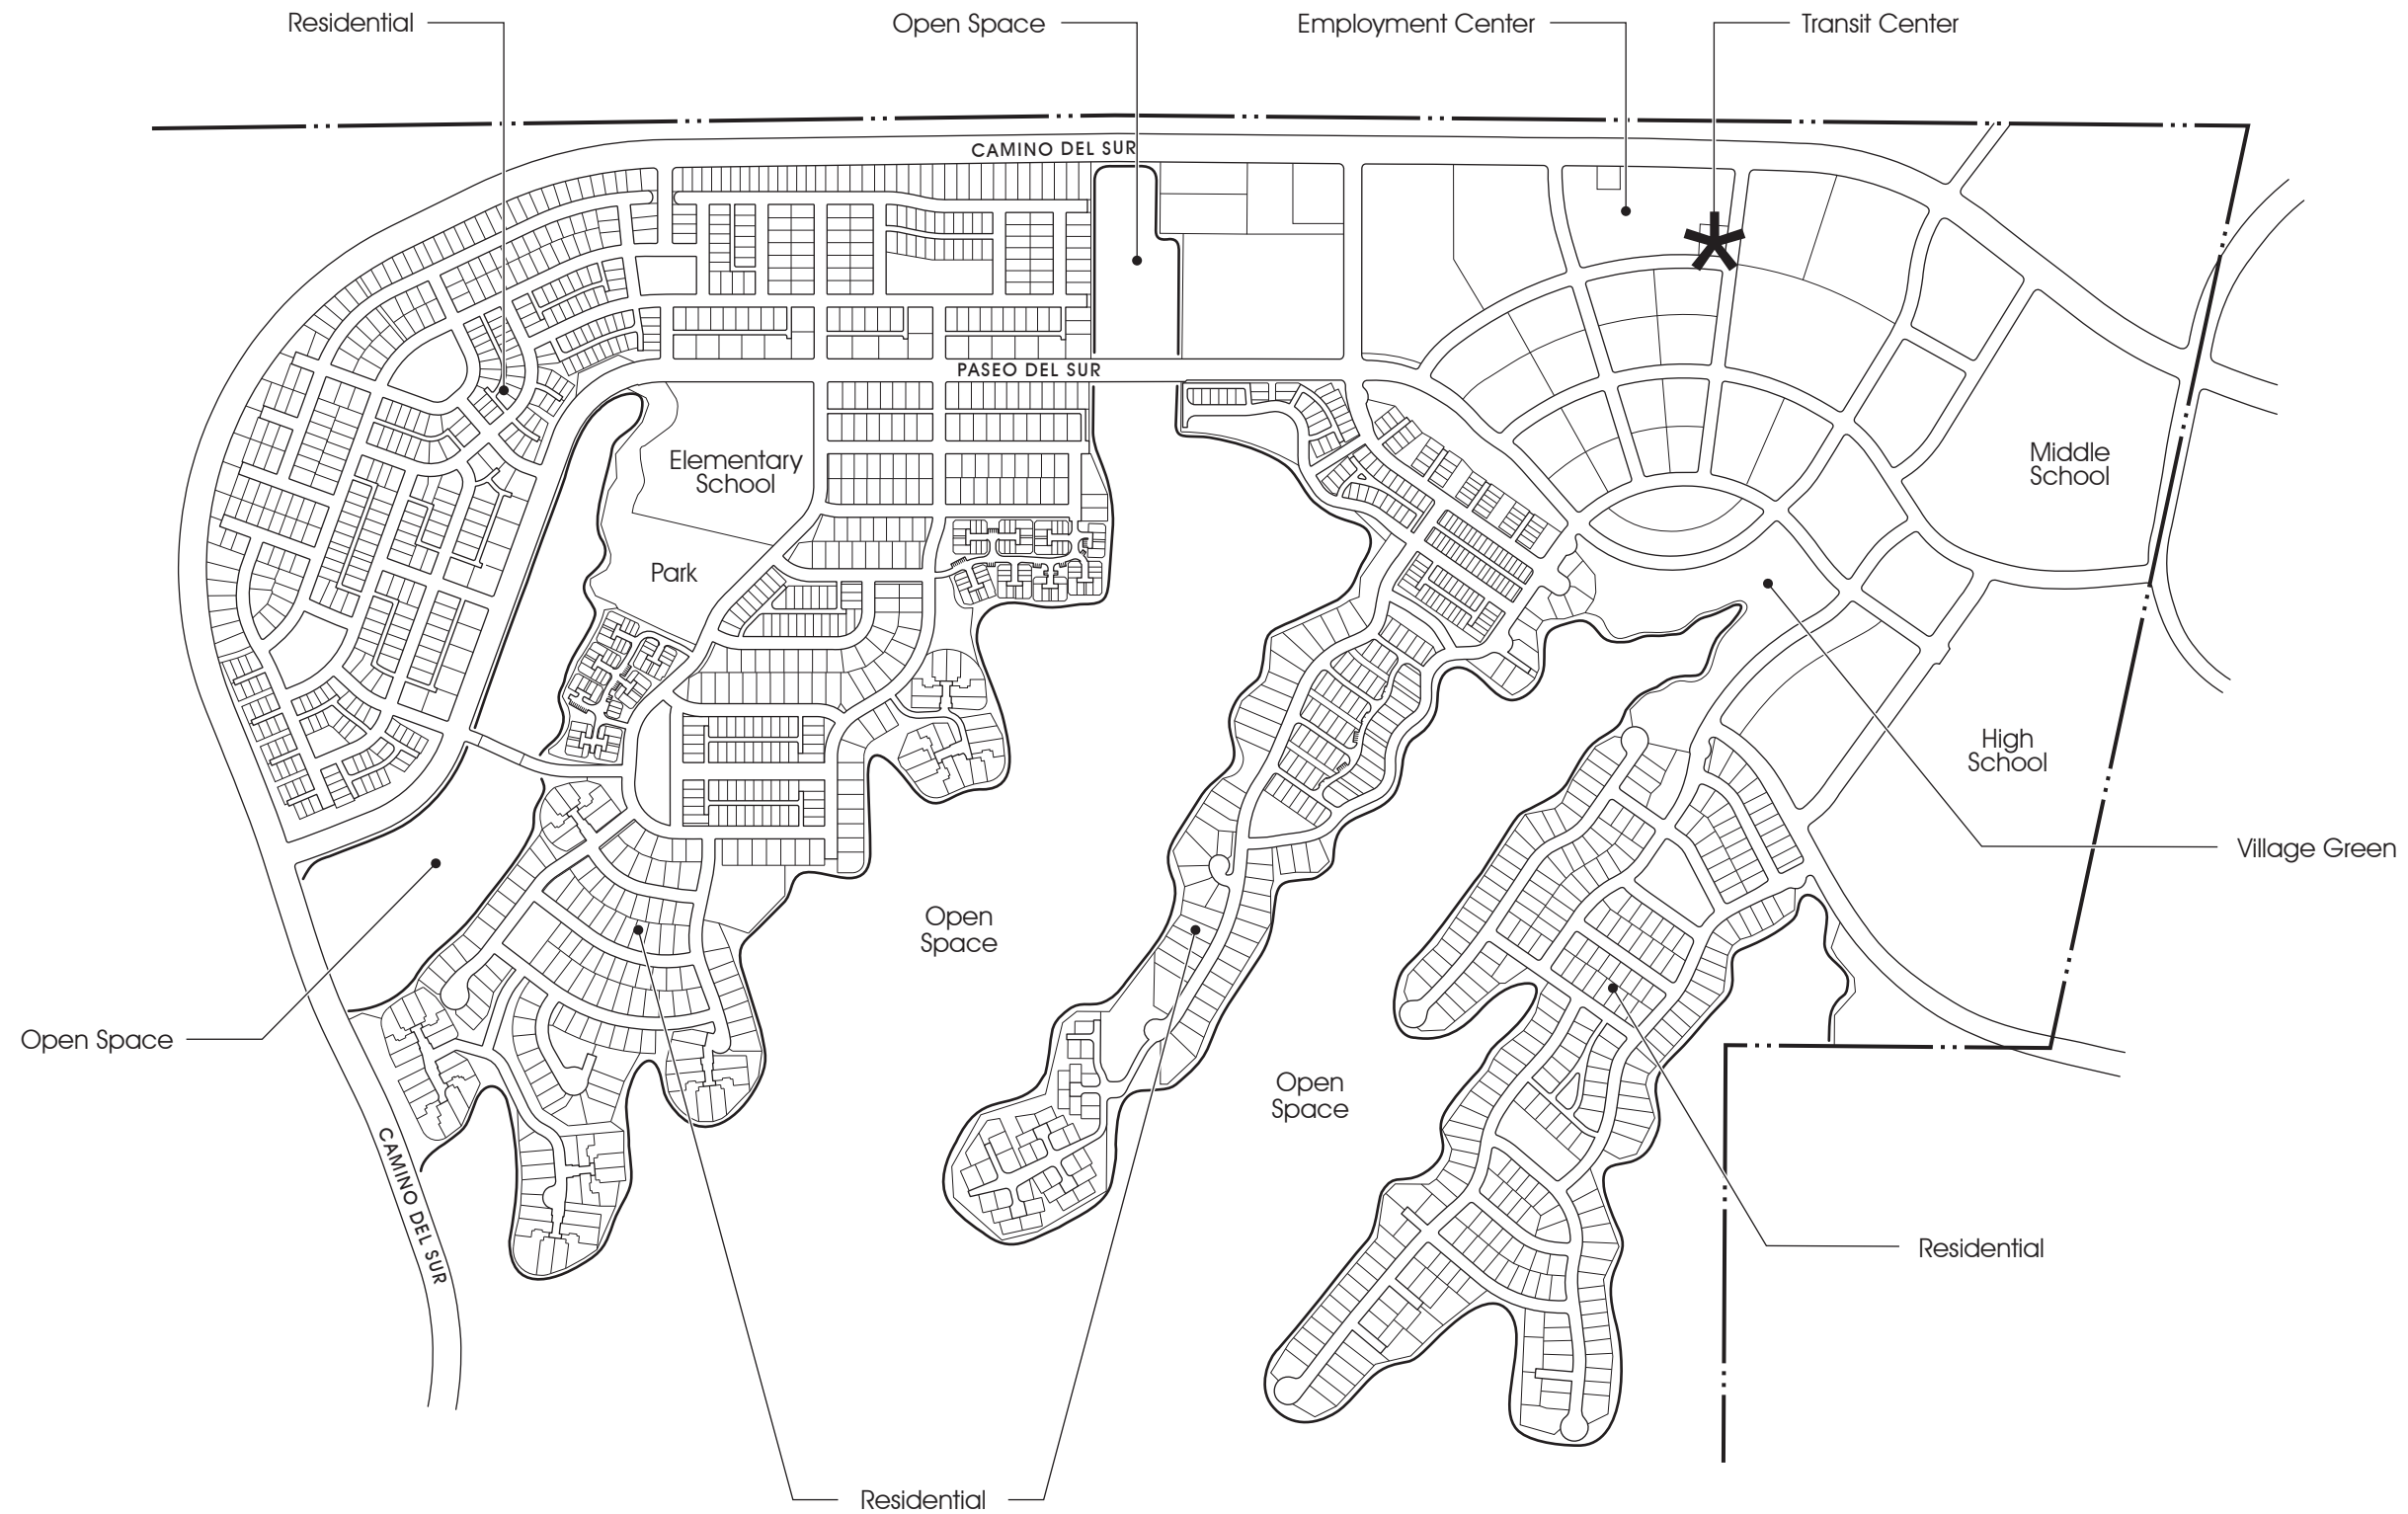 Residential
Open Space
Employment Center
Transit Center
CAMINO DEL SUR
PASEO DEL SUR
Elementary
School
Middle
School
Park
High
School
Village Green
Open
Space
Open Space
Open
Space
CAMINO DEL SUR
Residential
Residential